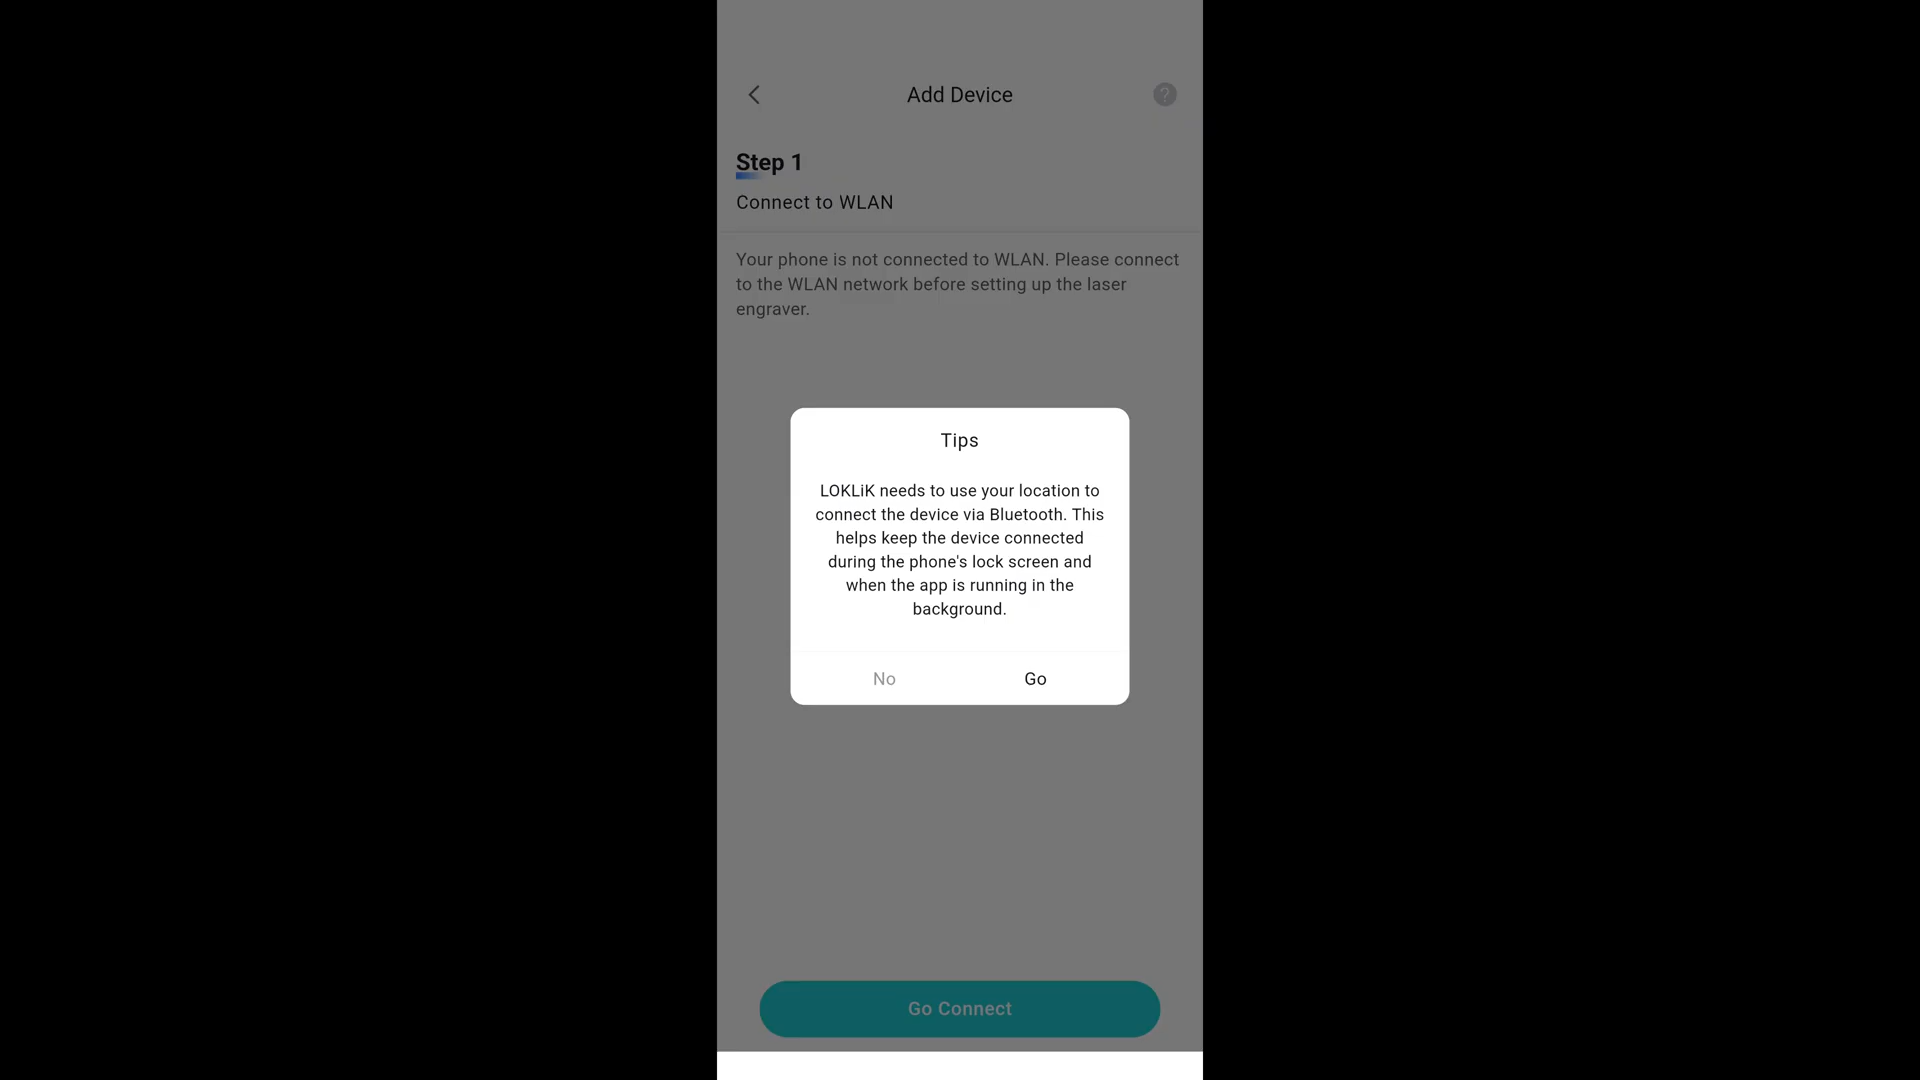 Add Device
?
Step 1
Connect to WLAN
Your phone is not connected to WLAN. Please connect
to the WLAN network before setting up the laser
engraver.
Tips
LOKLiK needs to use your location to
connect the device via Bluetooth. This
helps keep the device connected
during the phone's lock screen and
when the app is running in the
background.
No Go
Go Connect